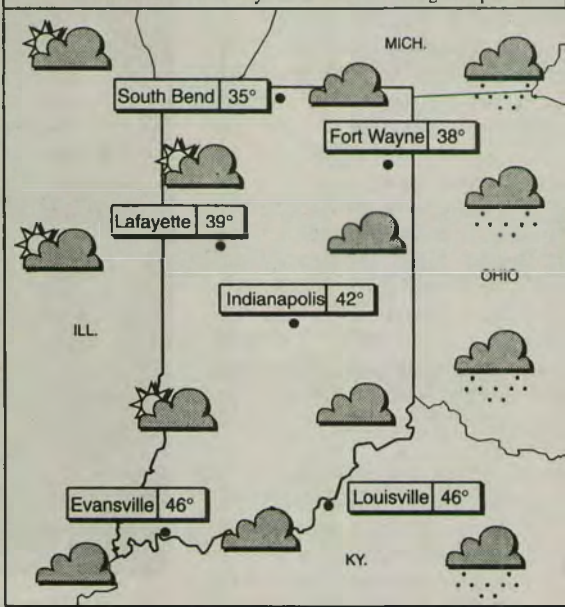 MICH.
South Bend 35°
Fort Wayne 38°
Lafayette 39°
OHIO
Indianapolis 42°
ILL.
Evansville 46°
Louisville 46°
KY.